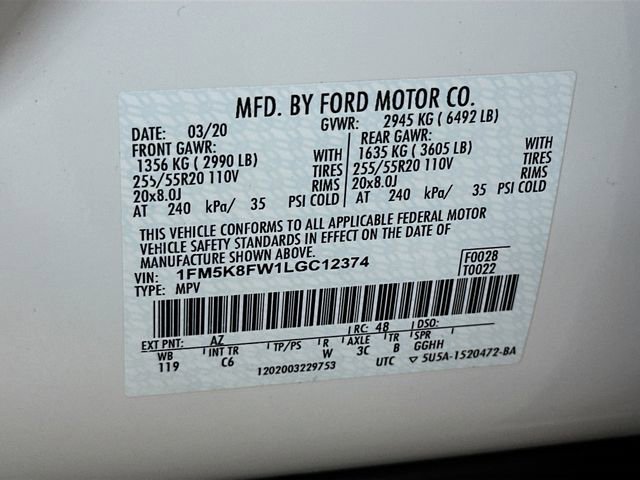 MFD. BY FORD MOTOR CO.
DATE: 03/20 GVWR: 2945 KG ( 6492 LB)
FRONT GAWR: REAR GAWR:
1356 KG ( 2990 LB) WITH 1635 KG ( 3605 LB) WITH
255/55R20 110V TIRES 255/55R20 110V TIRES
20x8.0J RIMS 20x8.0J RIMS
AT 240 kPa/ 35 PSI COLD AT 240 kPa/ 35 PSI COLD
THIS VEHICLE CONFORMS TO ALL APPLICABLE FEDERAL MOTOR
VEHICLE SAFETY STANDARDS IN EFFECT ON THE DATE OF
MANUFACTURE SHOWN ABOVE.
VIN: 1FM5K8FW1LGC12374 F0028
TYPE: MPV T0022
EXT PNT: AZ RC: 48 DSO:
WB INT TR TP/PS R AXLE TR SPR
119 C6 W 3C B GGHH
1202003229753 UTC ▽ 5U5A-1520472-BA